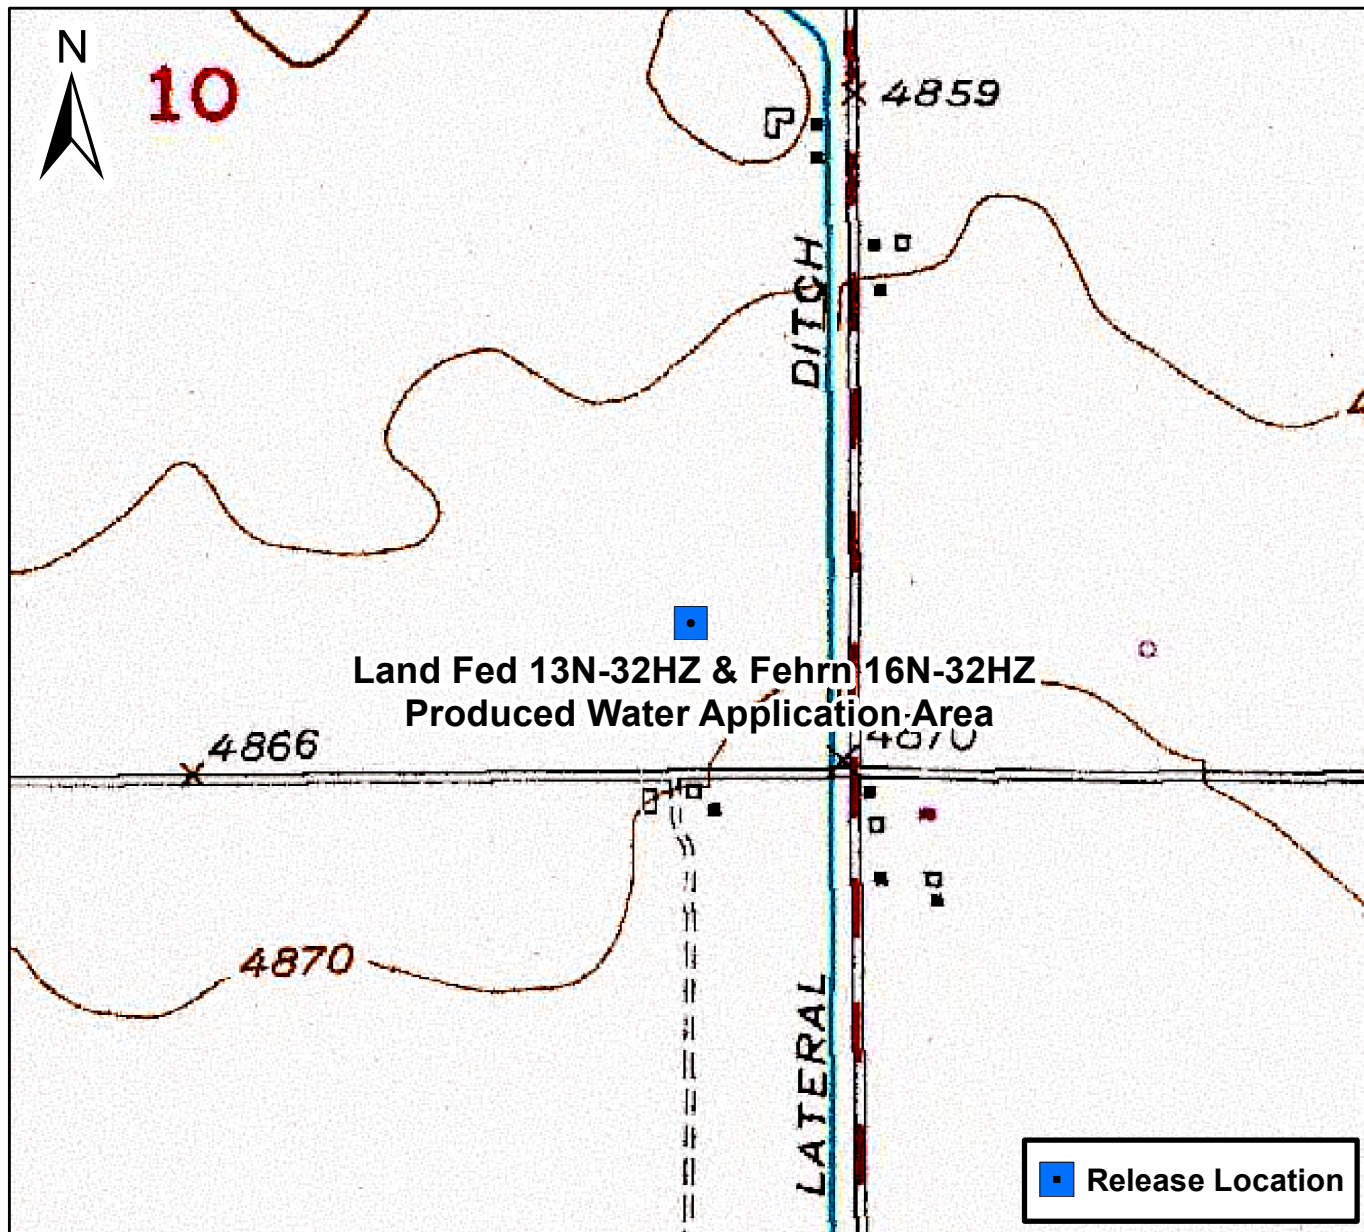 N
10
4859
DITCH
Land Fed 13N-32HZ & Fehrn 16N-32HZ
Produced Water Application Area
4866
4870
4870
LATERAL
Release Location